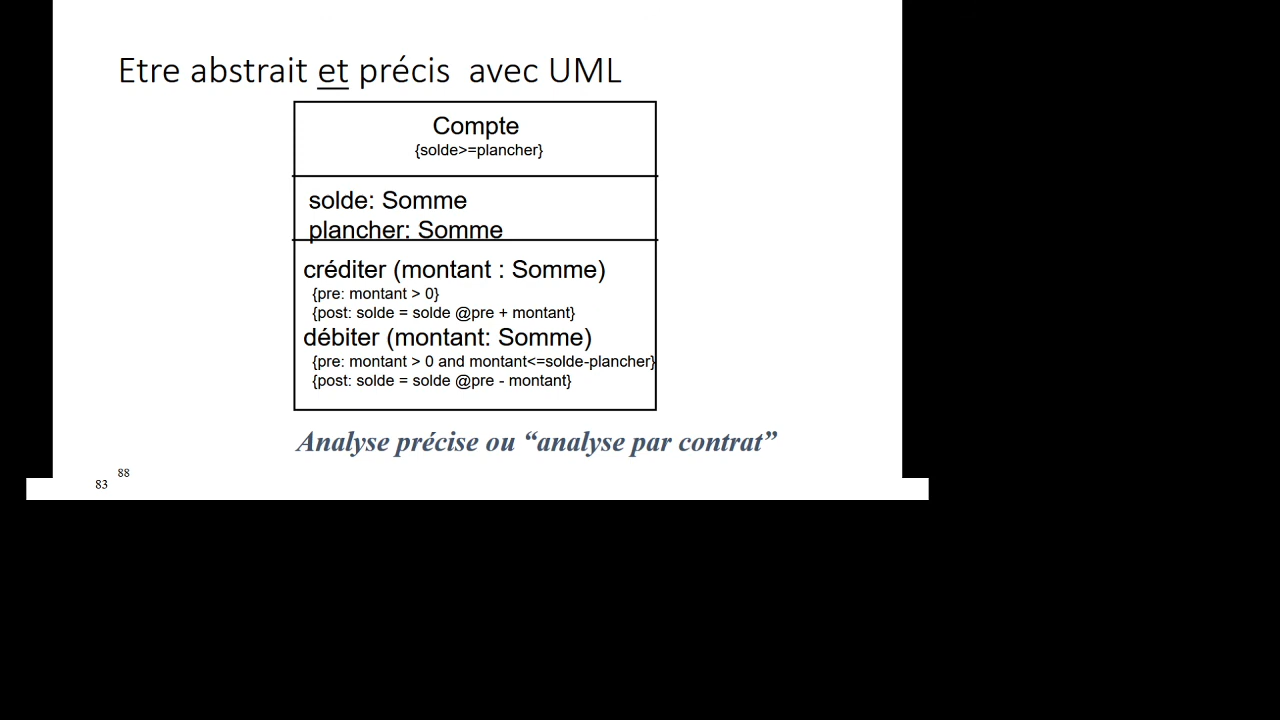 Etre abstrait et précis avec UML
Compte
{solde>=plancher}
solde: Somme
plancher: Somme
créditer (montant : Somme)
{pre: montant > 0}
{post: solde = solde @pre + montant}
débiter (montant: Somme)
{pre: montant > 0 and montant<=solde-plancher}
{post: solde = solde @pre - montant}
Analyse précise ou “analyse par contrat”
88
83